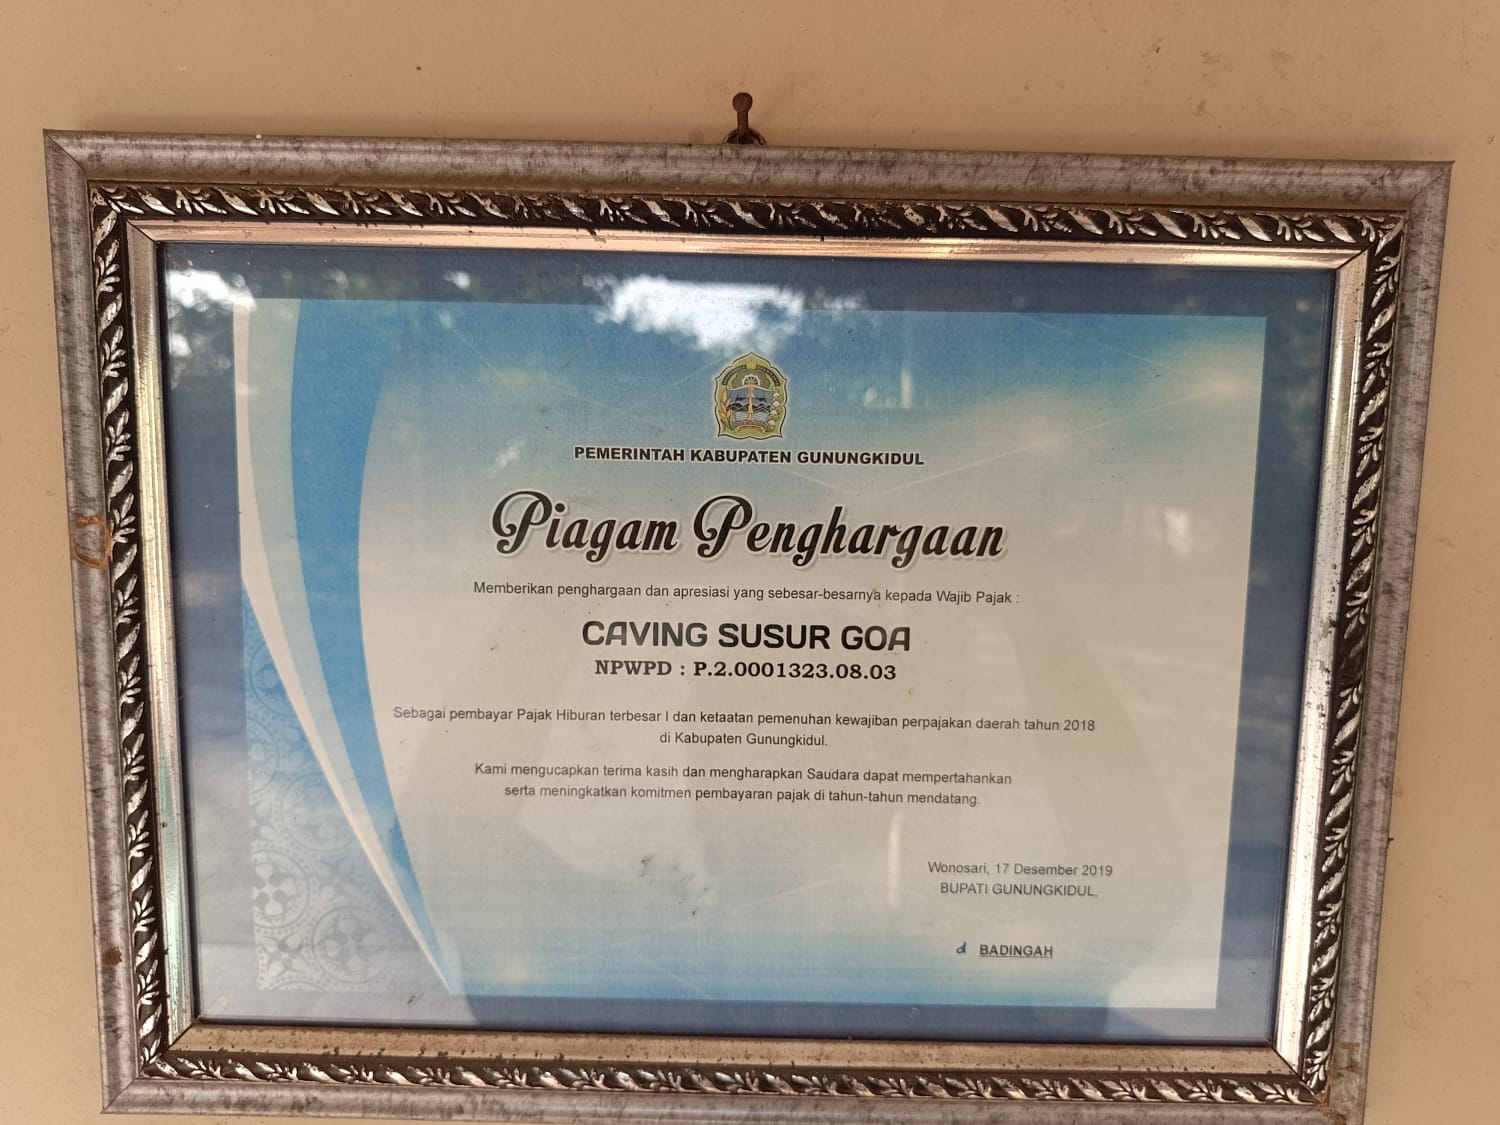 PEMERINTAH KABUPATEN GUNUNGKIDUL
Piagam Penghargaan
Memberikan penghargaan dan apresiasi yang sebesar-besarnya kepada Wajib Pajak :
CAVING SUSUR GOA
NPWPD : P.2.0001323.08.03
Sebagai pembayar Pajak Hiburan terbesar I dan ketaatan pemenuhan kewajiban perpajakan daerah tahun 2018
di Kabupaten Gunungkidul.
Kami mengucapkan terima kasih dan mengharapkan Saudara dapat mempertahankan
serta meningkatkan komitmen pembayaran pajak di tahun-tahun mendatang.
Wonosari, 17 Desember 2019
BUPATI GUNUNGKIDUL,
BADINGAH